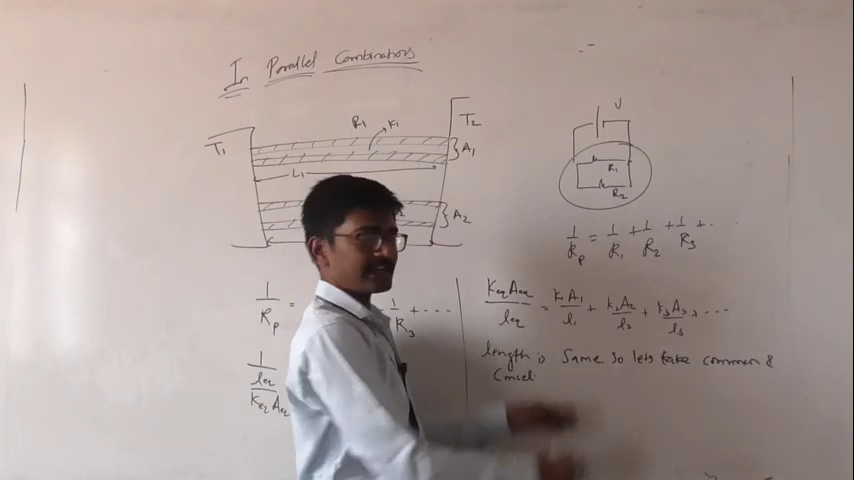 In Parallel Combinations
V
T1
R1
K1
T2
A1
L1
R1
R2
A2
1/Rp = 1/R1 + 1/R2 + 1/R3 + ..
1/Rp =
1/R3 + ....
Keq Aeq/leq = K1A1/l1 + K2A2/l2 + K3A3/l3 + ...
length is Same So lets take common &
1/(leq/Keq Aeq)